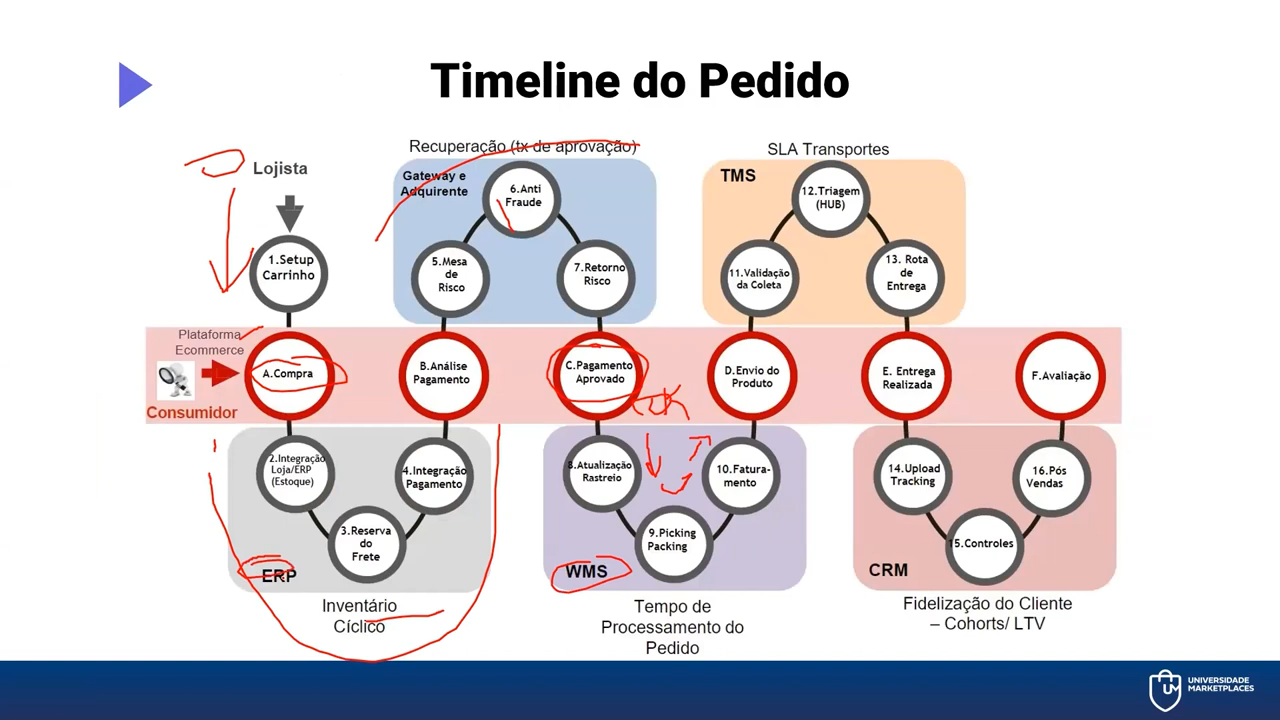 Timeline do Pedido
Lojista
1.Setup
Carrinho
Recuperação (tx de aprovação)
Gateway e
Adquirente
5.Mesa
de
Risco
6.Anti
Fraude
7.Retorno
Risco
SLA Transportes
TMS
11.Validação
da Coleta
12.Triagem
(HUB)
13. Rota
de
Entrega
Plataforma
Ecommerce
Consumidor
A.Compra
B.Análise
Pagamento
C.Pagamento
Aprovado
D.Envio do
Produto
E. Entrega
Realizada
F.Avaliação
2.Integração
Loja/ERP
(Estoque)
3.Reserva
do
Frete
4.Integração
Pagamento
ERP
Inventário
Cíclico
8.Atualização
Rastreio
9.Picking
Packing
10.Fatura-
mento
WMS
Tempo de
Processamento do
Pedido
14.Upload
Tracking
15.Controles
16.Pós
Vendas
CRM
Fidelização do Cliente
– Cohorts/ LTV
UM
UNIVERSIDADE
MARKETPLACES